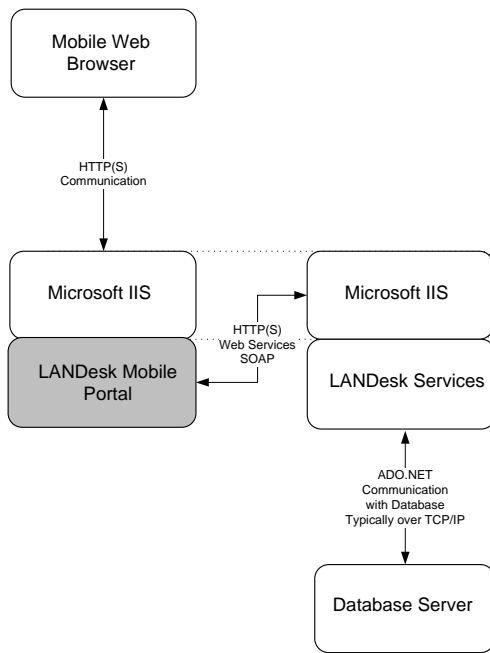 Mobile Web
Browser
HTTP(S)
Communication
Microsoft IIS
Microsoft IIS
HTTP(S)
Web Services
SOAP
LANDesk Mobile
Portal
LANDesk Services
ADO.NET
Communication
with Database
Typically over TCP/IP
Database Server